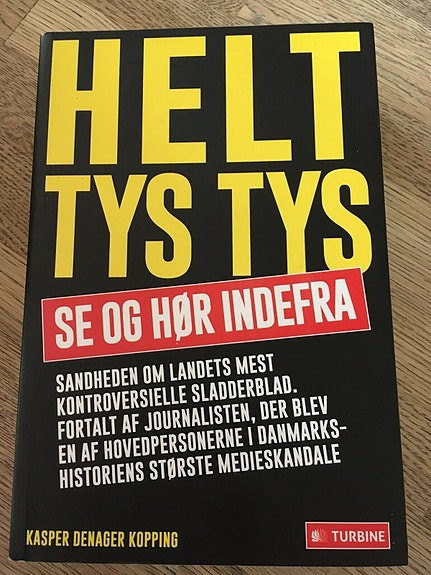 HELT
TYS TYS
SE OG HØR INDEFRA
SANDHEDEN OM LANDETS MEST
KONTROVERSIELLE SLADDERBLAD.
FORTALT AF JOURNALISTEN, DER BLEV
EN AF HOVEDPERSONERNE I DANMARKS-
HISTORIENS STØRSTE MEDIESKANDALE
KASPER DENAGER KOPPING
TURBINE